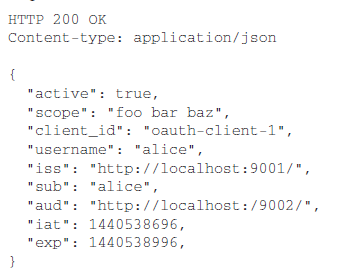 HTTP 200 OK
Content-type: application/json
{
"active": true,
"scope": "foo bar baz",
"client_id": "oauth-client-1",
"username": "alice",
"iss": "http://localhost:9001/",
"sub": "alice",
"aud": "http://localhost:/9002/",
"iat": 1440538696,
"exp": 1440538996,
}